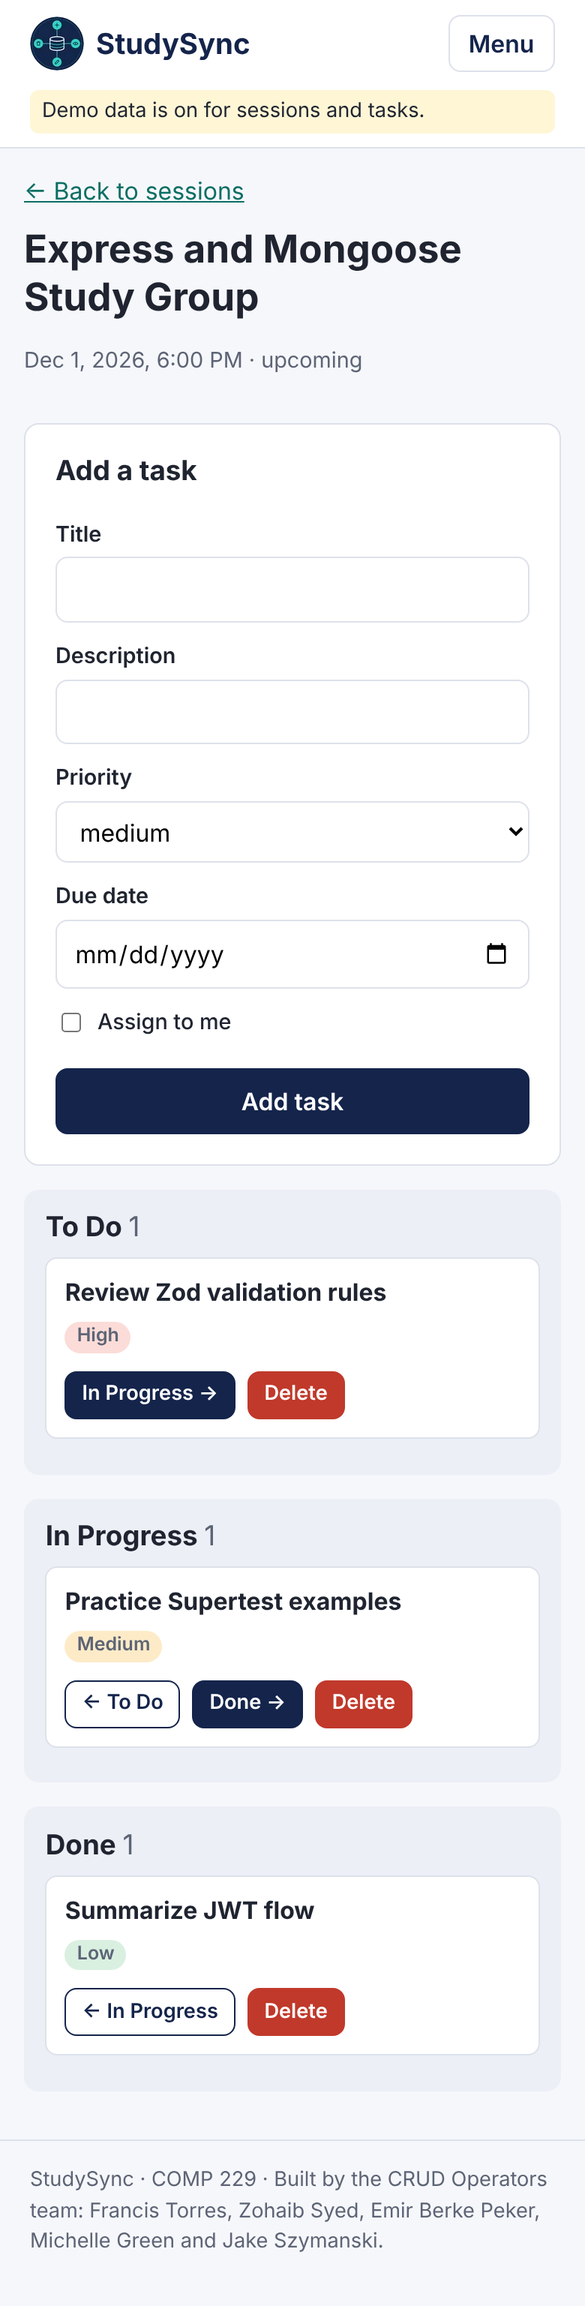 StudySync
Menu
Demo data is on for sessions and tasks.
← Back to sessions
Express and Mongoose
Study Group
Dec 1, 2026, 6:00 PM · upcoming
Add a task
Title
Description
Priority
medium
Due date
mm/dd/yyyy
Assign to me
Add task
To Do 1
Review Zod validation rules
High
In Progress →
Delete
In Progress 1
Practice Supertest examples
Medium
← To Do
Done →
Delete
Done 1
Summarize JWT flow
Low
← In Progress
Delete
StudySync · COMP 229 · Built by the CRUD Operators
team: Francis Torres, Zohaib Syed, Emir Berke Peker,
Michelle Green and Jake Szymanski.